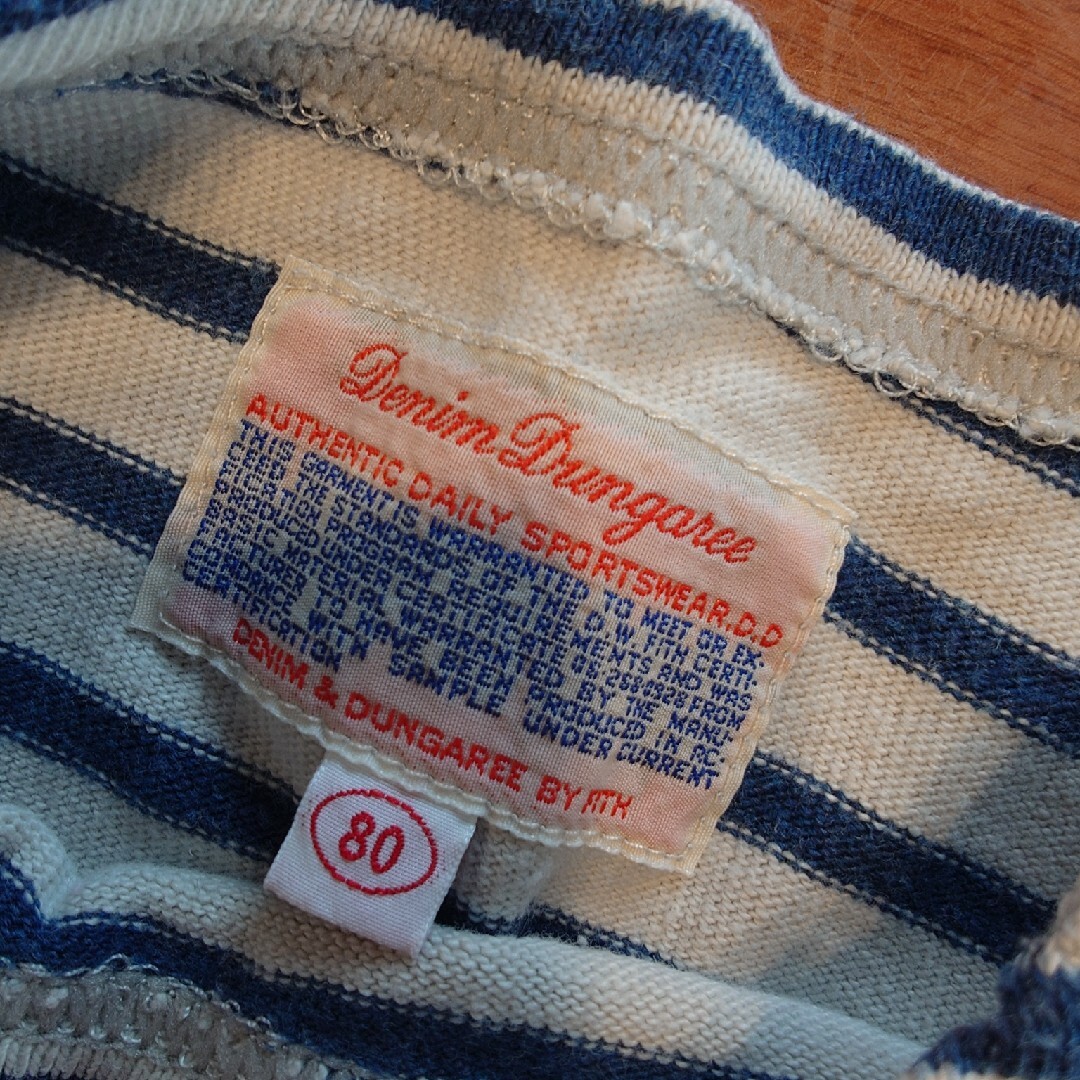 Denim Dungaree
AUTHENTIC DAILY SPORTSWEAR.D.D
THIS GARMENT IS WARRANTED TO MEET OR EX-
CEED THE STANDARDS OF THE D.W. FTH CERTI-
FICATION PROGRAM REQUIREMENTS AND WAS
PRODUCED UNDER CERTIFICATE
BASIC MATERIAL WARRANTED BY THE MANU-
FACTURER TO HAVE BEEN PRODUCED IN AC-
CORDANCE WITH SAMPLE UNDER CURRENT
CERTIFICATION
DENIM & DUNGAREE BY FTH
80